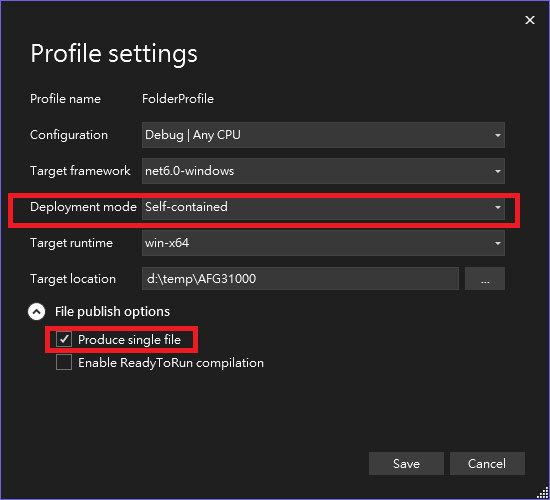 Profile settings
Profile name FolderProfile
Configuration Debug | Any CPU
Target framework net6.0-windows
Deployment mode Self-contained
Target runtime win-x64
Target location d:\temp\AFG31000 ...
File publish options
Produce single file
Enable ReadyToRun compilation
Save Cancel